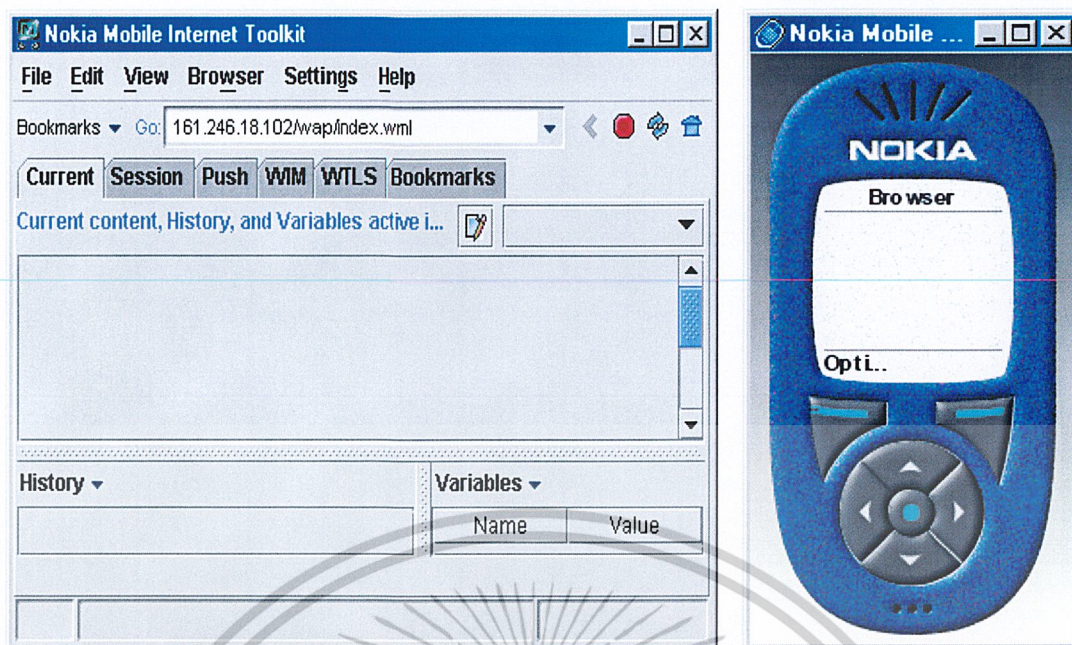 Nokia Mobile Internet Toolkit
File Edit View Browser Settings Help
Bookmarks Go: 161.246.18.102/wap/index.wml
Current Session Push WIM WTLS Bookmarks
Current content, History, and Variables active i...
History
Variables
Name Value
Nokia Mobile ...
NOKIA
Browser
Opti..